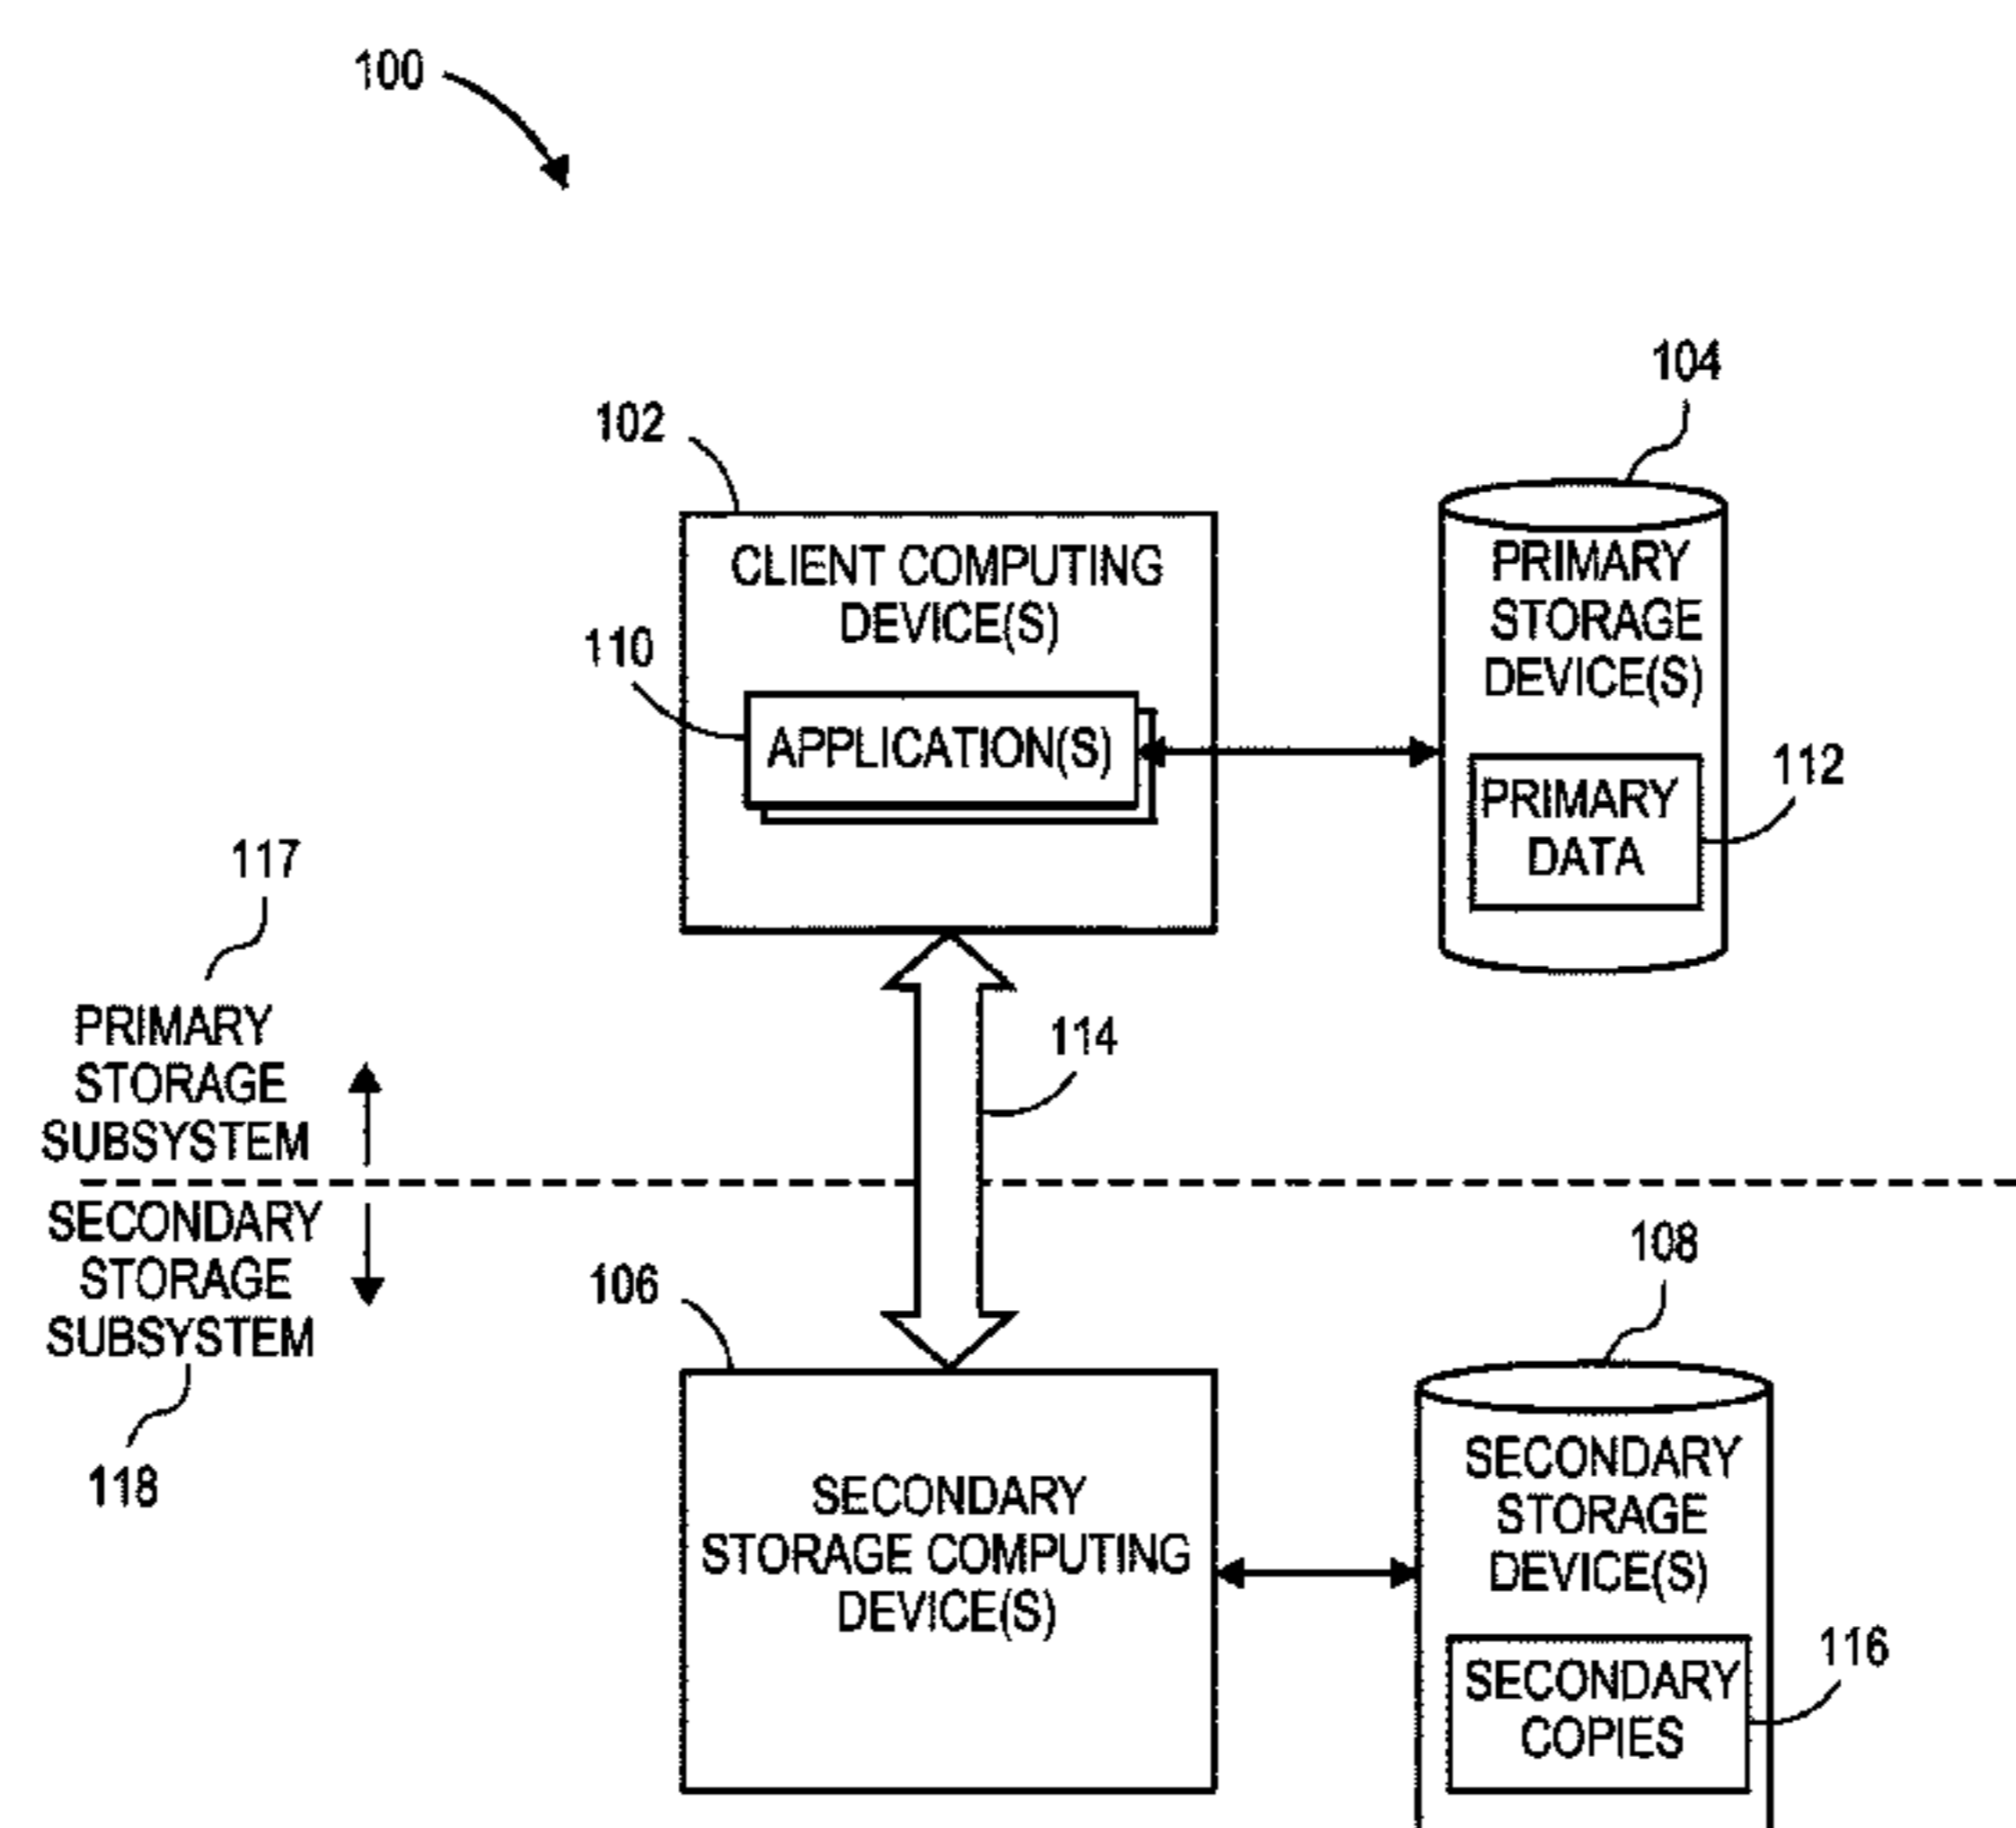 100
104
102
CLIENT COMPUTING
DEVICE(S)
110
APPLICATION(S)
PRIMARY
STORAGE
DEVICE(S)
PRIMARY
DATA
112
117
PRIMARY
STORAGE
SUBSYSTEM
114
SECONDARY
STORAGE
SUBSYSTEM
118
106
108
SECONDARY
STORAGE COMPUTING
DEVICE(S)
SECONDARY
STORAGE
DEVICE(S)
SECONDARY
COPIES
116